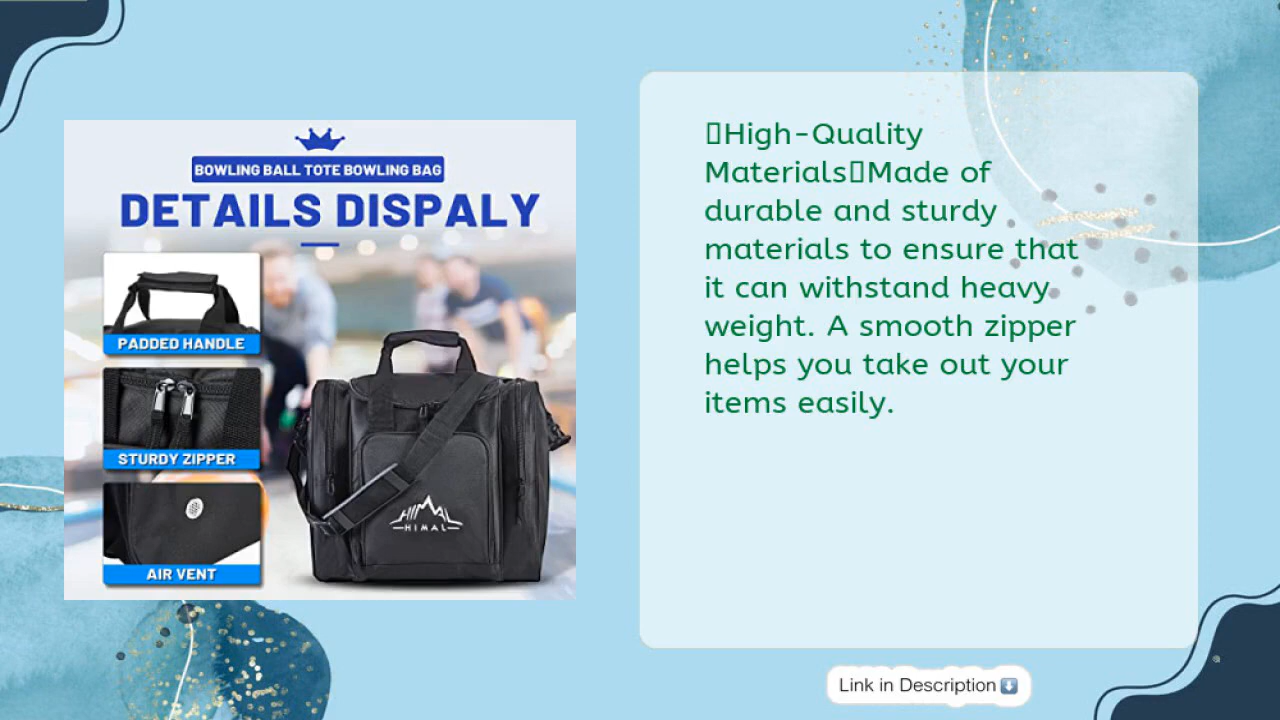 BOWLING BALL TOTE BOWLING BAG
DETAILS DISPALY
PADDED HANDLE
STURDY ZIPPER
AIR VENT
HIMAL
HIMAL
▯High-Quality
Materials▯Made of
durable and sturdy
materials to ensure that
it can withstand heavy
weight. A smooth zipper
helps you take out your
items easily.
Link in Description⬇️